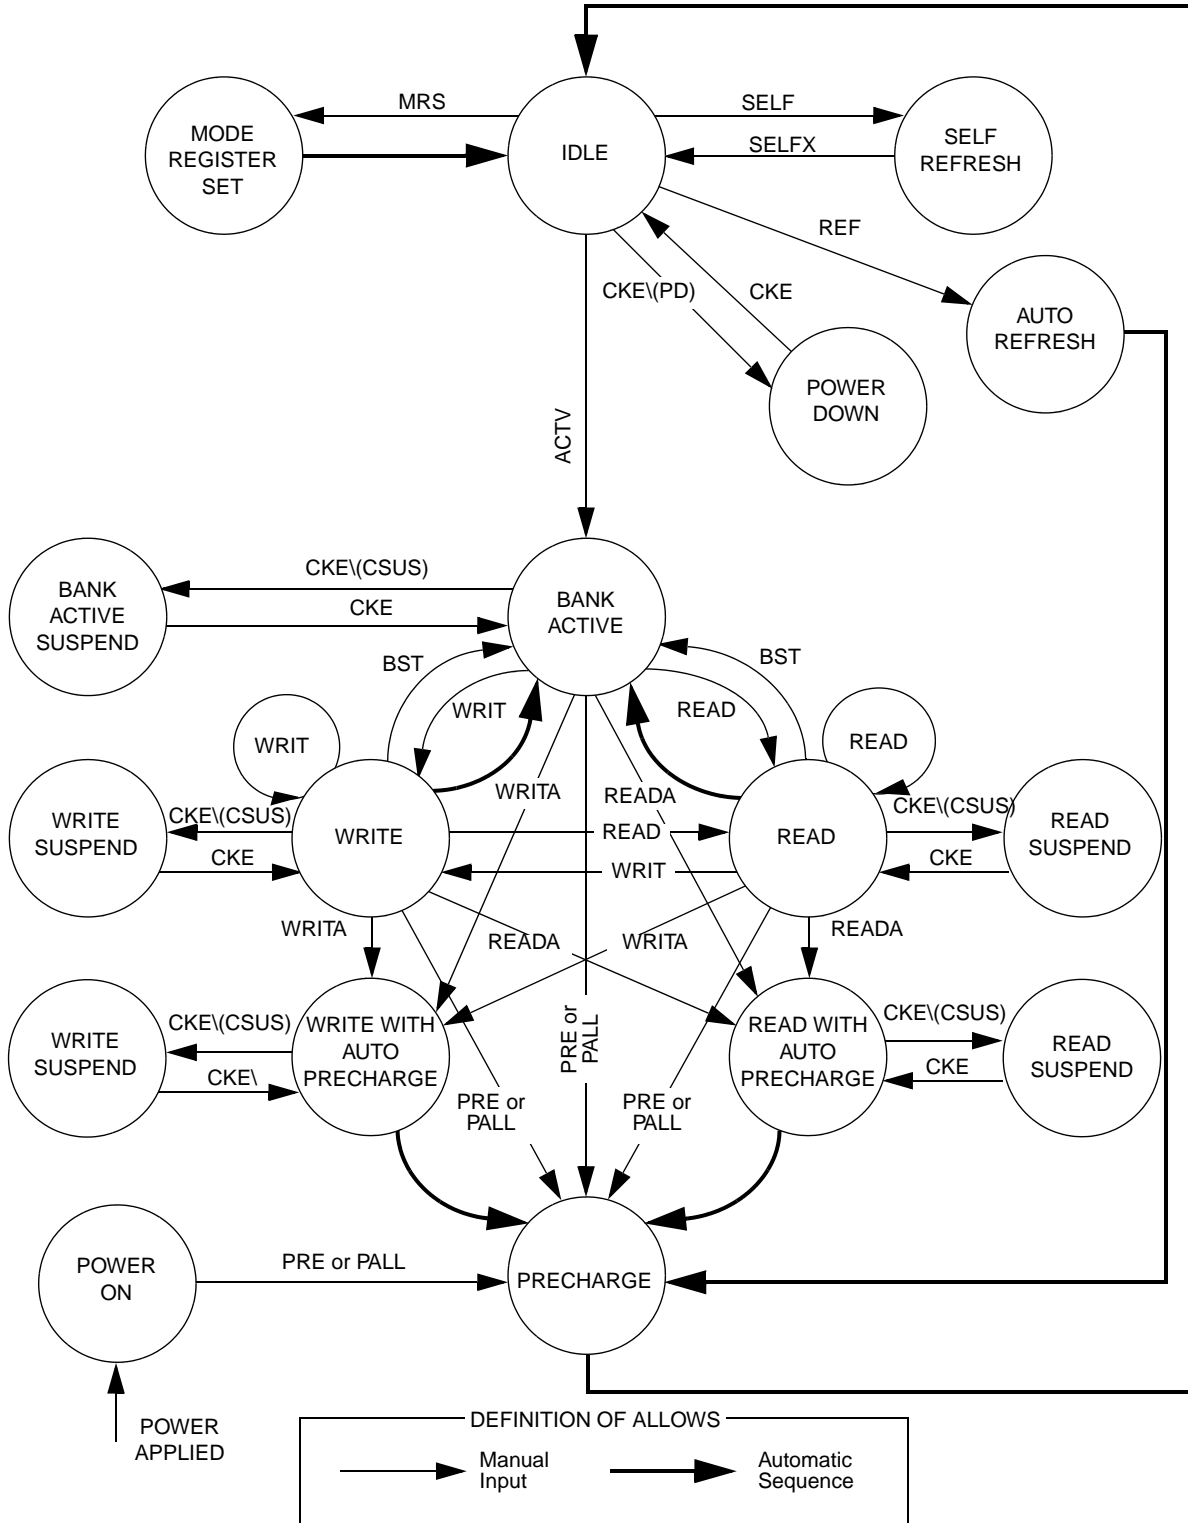 MRS
SELF
MODE
REGISTER
SET
IDLE
SELFX
SELF
REFRESH
REF
CKE\(PD)
CKE
AUTO
REFRESH
POWER
DOWN
ACTV
CKE\(CSUS)
BANK
ACTIVE
SUSPEND
CKE
BANK
ACTIVE
BST
BST
WRIT
READ
WRIT
READ
WRITA
READA
CKE\(CSUS)
CKE\(CSUS)
WRITE
SUSPEND
WRITE
READ
READ
READ
SUSPEND
CKE
WRIT
CKE
WRITA
READA
WRITA
READA
CKE\(CSUS)
CKE\(CSUS)
WRITE
SUSPEND
WRITE WITH
AUTO
PRECHARGE
PRE or
PALL
READ WITH
AUTO
PRECHARGE
READ
SUSPEND
CKE\
CKE
PRE or
PALL
PRE or
PALL
POWER
ON
PRE or PALL
PRECHARGE
POWER
APPLIED
DEFINITION OF ALLOWS
Manual
Input
Automatic
Sequence